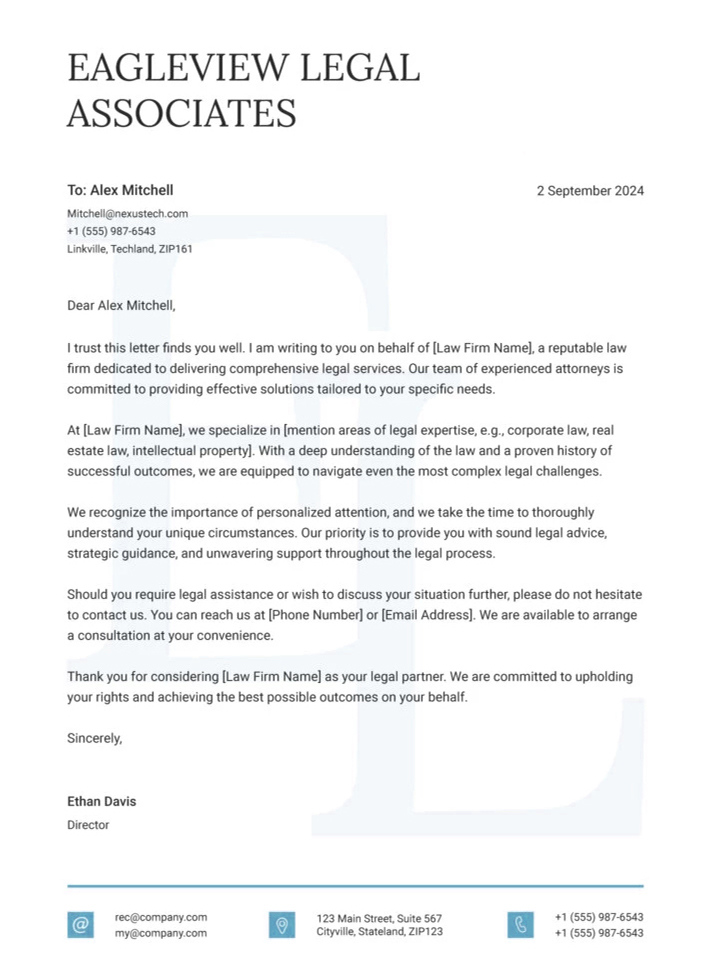 EAGLEVIEW LEGAL
ASSOCIATES
To: Alex Mitchell
2 September 2024
Mitchell@nexustech.com
+1 (555) 987-6543
Linkville, Techland, ZIP161
Dear Alex Mitchell,
I trust this letter finds you well. I am writing to you on behalf of [Law Firm Name], a reputable law
firm dedicated to delivering comprehensive legal services. Our team of experienced attorneys is
committed to providing effective solutions tailored to your specific needs.
At [Law Firm Name], we specialize in [mention areas of legal expertise, e.g., corporate law, real
estate law, intellectual property]. With a deep understanding of the law and a proven history of
successful outcomes, we are equipped to navigate even the most complex legal challenges.
We recognize the importance of personalized attention, and we take the time to thoroughly
understand your unique circumstances. Our priority is to provide you with sound legal advice,
strategic guidance, and unwavering support throughout the legal process.
Should you require legal assistance or wish to discuss your situation further, please do not hesitate
to contact us. You can reach us at [Phone Number] or [Email Address]. We are available to arrange
a consultation at your convenience.
Thank you for considering [Law Firm Name] as your legal partner. We are committed to upholding
your rights and achieving the best possible outcomes on your behalf.
Sincerely,
Ethan Davis
Director
rec@company.com
my@company.com
123 Main Street, Suite 567
Cityville, Stateland, ZIP123
+1 (555) 987-6543
+1 (555) 987-6543
EL